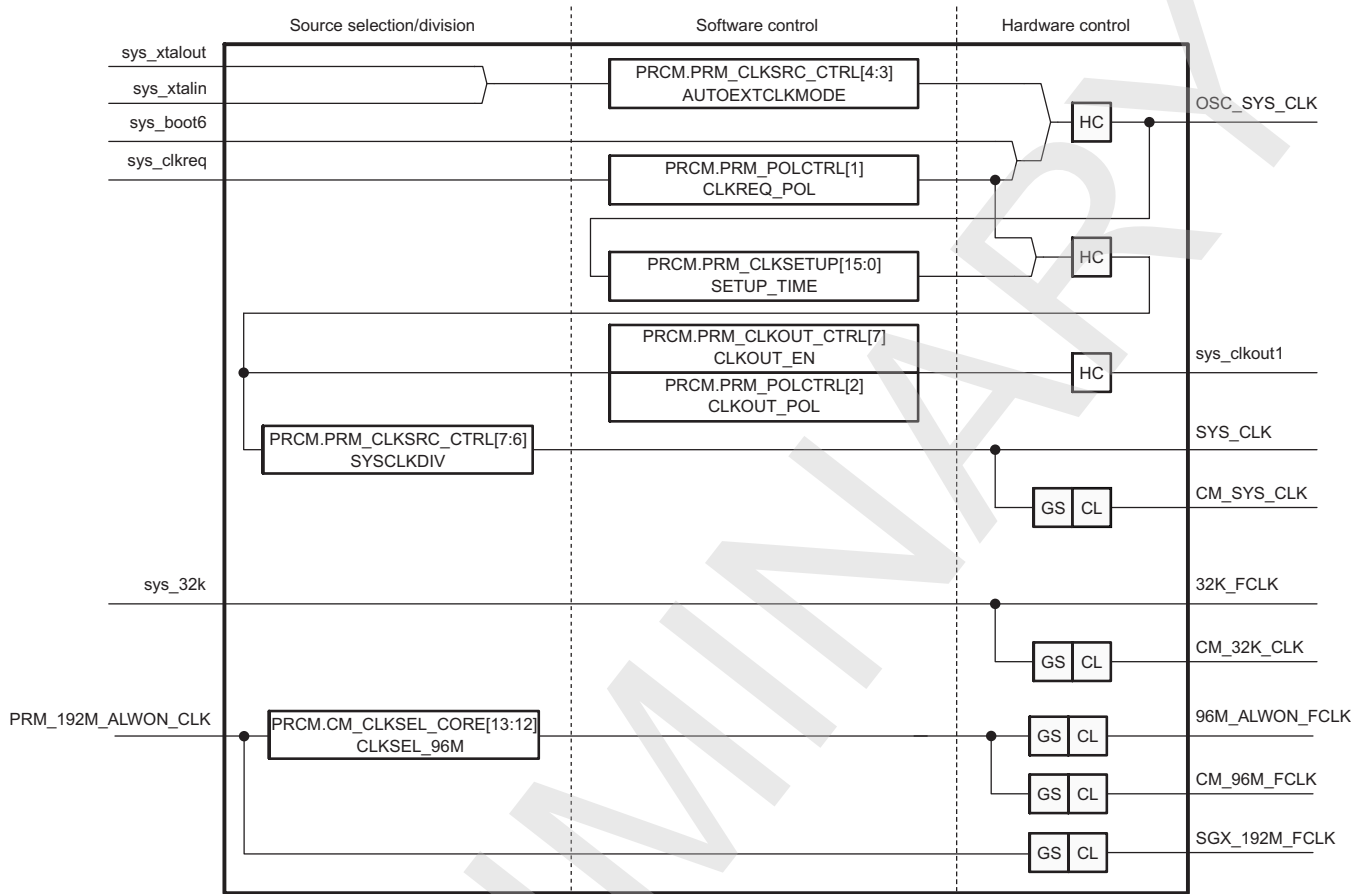 Source selection/division
Software control
Hardware control
sys_xtalout
sys_xtalin
sys_boot6
sys_clkreq
PRCM.PRM_CLKSRC_CTRL[4:3]
AUTOEXTCLKMODE
HC
OSC_SYS_CLK
PRCM.PRM_POLCTRL[1]
CLKREQ_POL
PRCM.PRM_CLKSETUP[15:0]
SETUP_TIME
HC
PRCM.PRM_CLKOUT_CTRL[7]
CLKOUT_EN
PRCM.PRM_POLCTRL[2]
CLKOUT_POL
HC
sys_clkout1
PRCM.PRM_CLKSRC_CTRL[7:6]
SYSCLKDIV
SYS_CLK
GS CL
CM_SYS_CLK
sys_32k
32K_FCLK
GS CL
CM_32K_CLK
PRM_192M_ALWON_CLK
PRCM.CM_CLKSEL_CORE[13:12]
CLKSEL_96M
GS CL
96M_ALWON_FCLK
GS CL
CM_96M_FCLK
GS CL
SGX_192M_FCLK
IMINARY